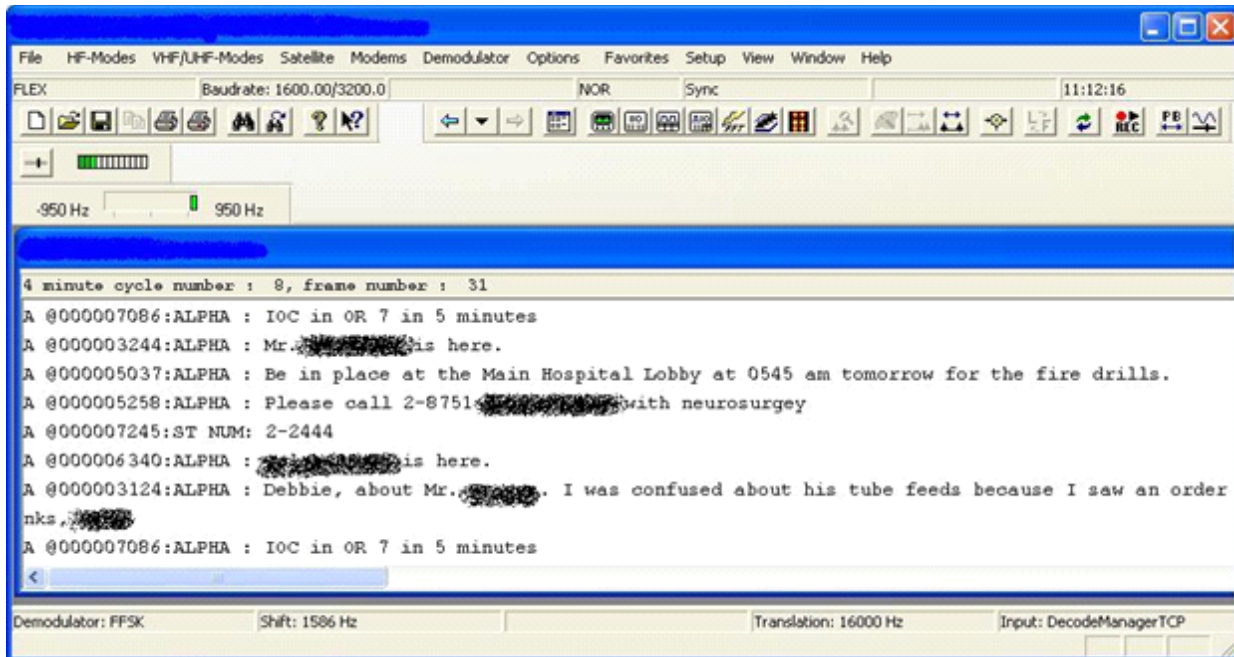 File HF-Modes VHF/UHF-Modes Satellite Modems Demodulator Options Favorites Setup View Window Help
FLEX Baudrate: 1600.00/3200.0 NOR Sync 11:12:16
REC PB
-950 Hz 950 Hz
4 minute cycle number : 8, frame number : 31
A @000007086:ALPHA : IOC in OR 7 in 5 minutes
A @000003244:ALPHA : Mr. is here.
A @000005037:ALPHA : Be in place at the Main Hospital Lobby at 0545 am tomorrow for the fire drills.
A @000005258:ALPHA : Please call 2-8751 with neurosurgey
A @000007245:ST NUM: 2-2444
A @000006340:ALPHA : is here.
A @000003124:ALPHA : Debbie, about Mr. . I was confused about his tube feeds because I saw an order
nks,
A @000007086:ALPHA : IOC in OR 7 in 5 minutes
Demodulator: FFSK Shift: 1586 Hz Translation: 16000 Hz Input: DecodeManagerTCP